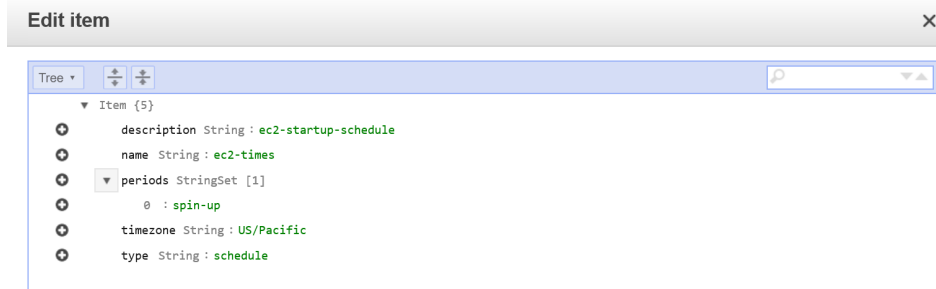 Edit item
Tree
Item {5}
description String : ec2-startup-schedule
name String : ec2-times
periods StringSet [1]
0 : spin-up
timezone String : US/Pacific
type String : schedule